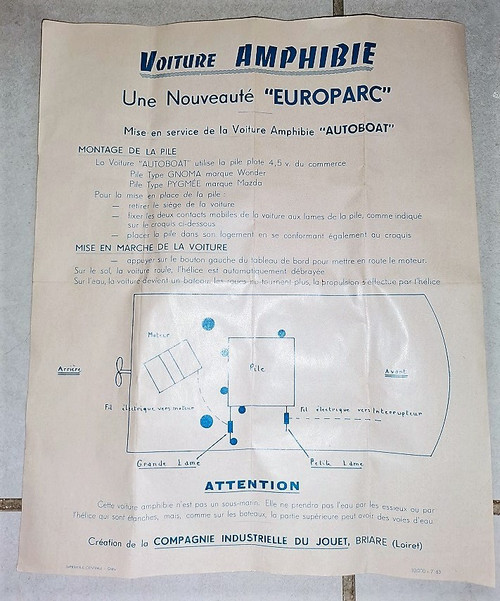 VOITURE AMPHIBIE
Une Nouveauté "EUROPARC"
Mise en service de la Voiture Amphibie "AUTOBOAT"
MONTAGE DE LA PILE
La Voiture "AUTOBOAT" utilise la pile plate 4,5 v. du commerce
Pile Type GNOMA marque Wonder
Pile Type PYGMÉE marque Mazda
Pour la mise en place de la pile :
— retirer le siège de la voiture
— fixer les deux contacts mobiles de la voiture aux lames de la pile, comme indiqué
sur le croquis ci-dessous
— placer la pile dans son logement en se conformant également au croquis
MISE EN MARCHE DE LA VOITURE
— appuyer sur le bouton gauche du tableau de bord pour mettre en route le moteur.
Sur le sol, la voiture roule, l'hélice est automatiquement débrayée
Sur l'eau, la voiture devient un bateau, les roues ne tournent plus, la propulsion s'effectue par l'hélice
Moteur
Arrière
Pile
Avant
Fil électrique vers moteur
Fil électrique vers Interrupteur
Grande Lame
Petite Lame
ATTENTION
Cette voiture amphibie n'est pas un sous-marin. Elle ne prendra pas l'eau par les essieux ou par
l'hélice qui sont étanches, mais, comme sur les bateaux, la partie supérieure peut avoir des voies d'eau
Création de la COMPAGNIE INDUSTRIELLE DU JOUET, BRIARE (Loiret)